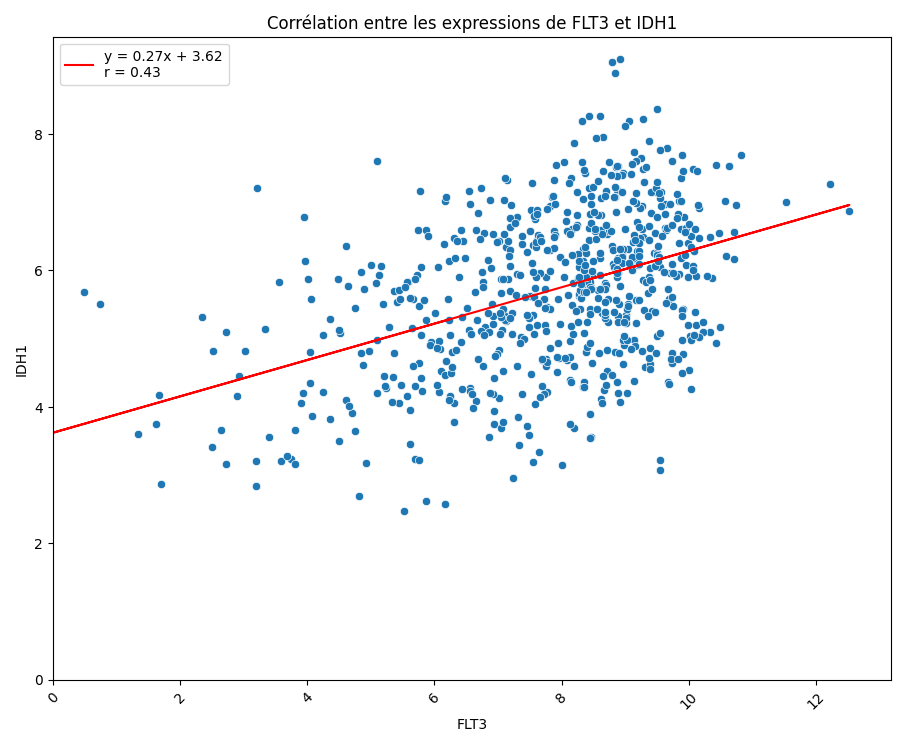 Corrélation entre les expressions de FLT3 et IDH1
y = 0.27x + 3.62
r = 0.43
IDH1
8
6
4
2
0
0 2 4 6 8 10 12
FLT3